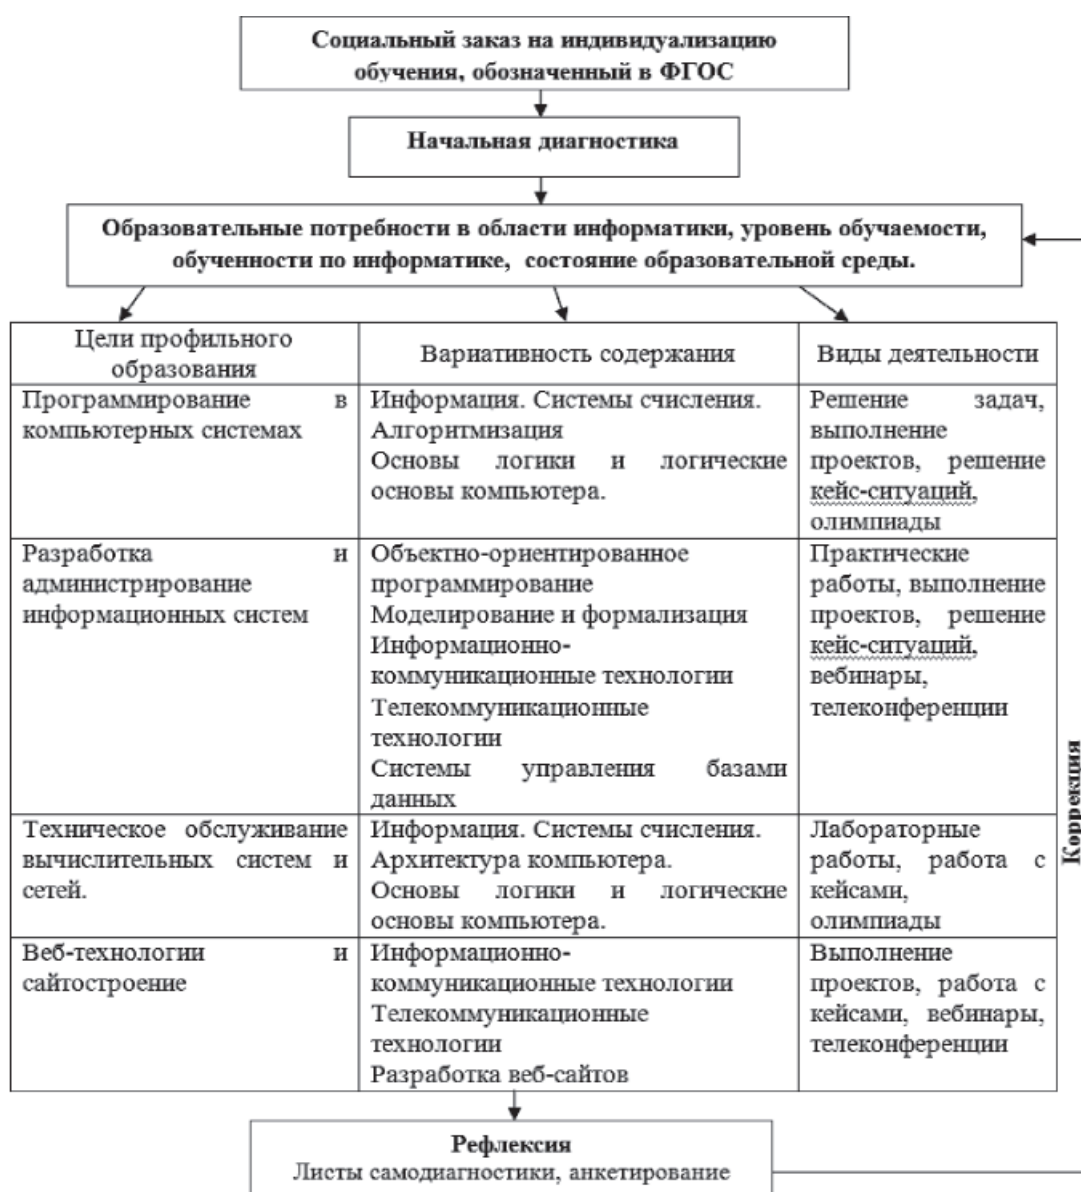 Социальный заказ на индивидуализацию
обучения, обозначенный в ФГОС
Начальная диагностика
Образовательные потребности в области информатики, уровень обучаемости,
обученности по информатике, состояние образовательной среды.
Цели профильного
образования
Вариативность содержания
Виды деятельности
Программирование в
компьютерных системах
Информация. Системы счисления.
Алгоритмизация
Основы логики и логические
основы компьютера.
Решение задач,
выполнение
проектов, решение
кейс-ситуаций,
олимпиады
Разработка и
администрирование
информационных систем
Объектно-ориентированное
программирование
Моделирование и формализация
Информационно-
коммуникационные технологии
Телекоммуникационные
технологии
Системы управления базами
данных
Практические
работы, выполнение
проектов, решение
кейс-ситуаций,
вебинары,
телеконференции
Техническое обслуживание
вычислительных систем и
сетей.
Информация. Системы счисления.
Архитектура компьютера.
Основы логики и логические
основы компьютера.
Лабораторные
работы, работа с
кейсами,
олимпиады
Веб-технологии и
сайтостроение
Информационно-
коммуникационные технологии
Телекоммуникационные
технологии
Разработка веб-сайтов
Выполнение
проектов, работа с
кейсами, вебинары,
телеконференции
Коррекция
Рефлексия
Листы самодиагностики, анкетирование